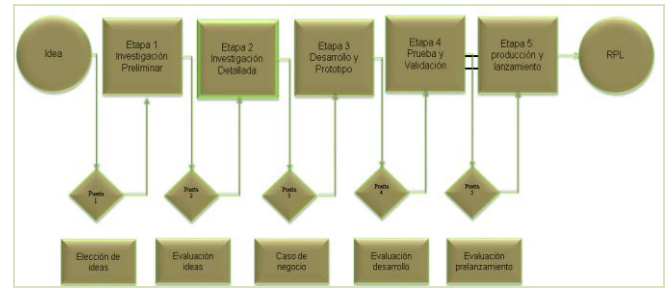 Idea
Etapa 1
Investigación
Preliminar
Etapa 2
Investigación
Detallada
Etapa 3
Desarrollo y
Prototipo
Etapa 4
Prueba y
Validación
Etapa 5:
producción y
lanzamiento
RPL
Puerta
1
Puerta
2
Puerta
Puerta
4
Puerta
Elección de
ideas
Evaluación
ideas
Caso de
negocio
Evaluación
desarrollo
Evaluación
prelanzamiento